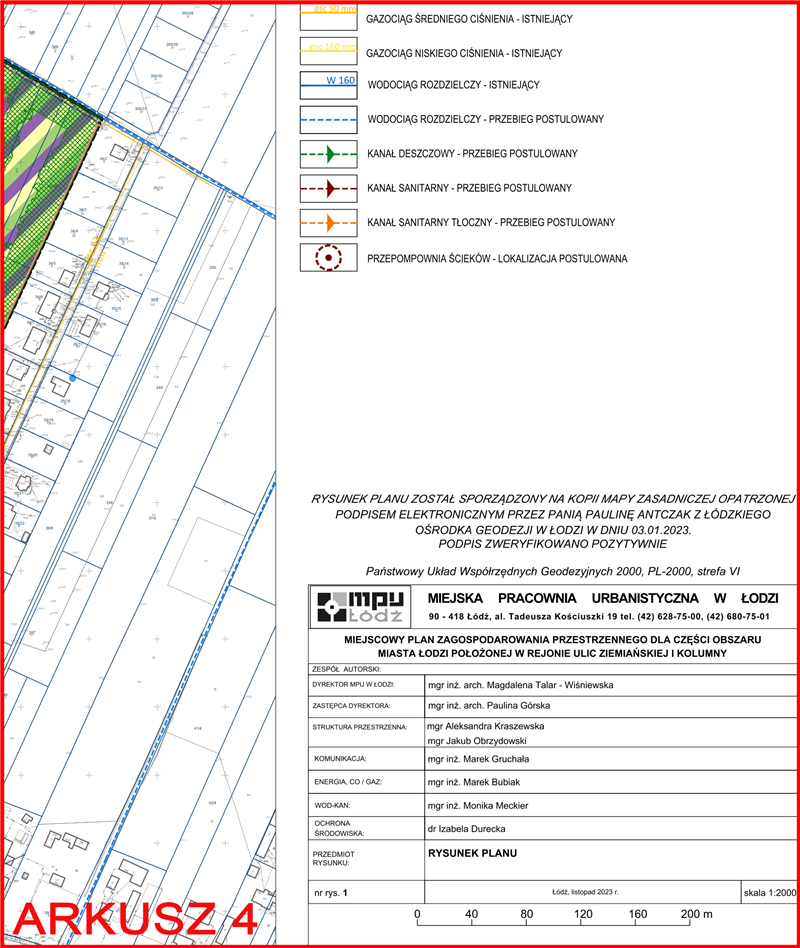 gsc 50 mm
GAZOCIĄG ŚREDNIEGO CIŚNIENIA - ISTNIEJĄCY
gnc 160 mm
GAZOCIĄG NISKIEGO CIŚNIENIA - ISTNIEJĄCY
W 160
WODOCIĄG ROZDZIELCZY - ISTNIEJĄCY
WODOCIĄG ROZDZIELCZY - PRZEBIEG POSTULOWANY
KANAŁ DESZCZOWY - PRZEBIEG POSTULOWANY
KANAŁ SANITARNY - PRZEBIEG POSTULOWANY
KANAŁ SANITARNY TŁOCZNY - PRZEBIEG POSTULOWANY
PRZEPOMPOWNIA ŚCIEKÓW - LOKALIZACJA POSTULOWANA
RYSUNEK PLANU ZOSTAŁ SPORZĄDZONY NA KOPII MAPY ZASADNICZEJ OPATRZONEJ
PODPISEM ELEKTRONICZNYM PRZEZ PANIĄ PAULINĘ ANTCZAK Z ŁÓDZKIEGO
OŚRODKA GEODEZJI W ŁODZI W DNIU 03.01.2023.
PODPIS ZWERYFIKOWANO POZYTYWNIE
Państwowy Układ Współrzędnych Geodezyjnych 2000, PL-2000, strefa VI
mpu
Łódź
MIEJSKA PRACOWNIA URBANISTYCZNA W ŁODZI
90 - 418 Łódź, al. Tadeusza Kościuszki 19 tel. (42) 628-75-00, (42) 680-75-01
MIEJSCOWY PLAN ZAGOSPODAROWANIA PRZESTRZENNEGO DLA CZĘŚCI OBSZARU
MIASTA ŁODZI POŁOŻONEJ W REJONIE ULIC ZIEMIAŃSKIEJ I KOLUMNY
ZESPÓŁ AUTORSKI:
DYREKTOR MPU W ŁODZI:
mgr inż. arch. Magdalena Talar - Wiśniewska
ZASTĘPCA DYREKTORA:
mgr inż. arch. Paulina Górska
STRUKTURA PRZESTRZENNA:
mgr Aleksandra Kraszewska
mgr Jakub Obrzydowski
KOMUNIKACJA:
mgr inż. Marek Gruchała
ENERGIA, CO / GAZ:
mgr inż. Marek Bubiak
WOD-KAN:
mgr inż. Monika Meckier
OCHRONA
ŚRODOWISKA:
dr Izabela Durecka
PRZEDMIOT
RYSUNKU:
RYSUNEK PLANU
nr rys. 1
Łódź, listopad 2023 r.
skala 1:2000
0 40 80 120 160 200 m
ARKUSZ 4